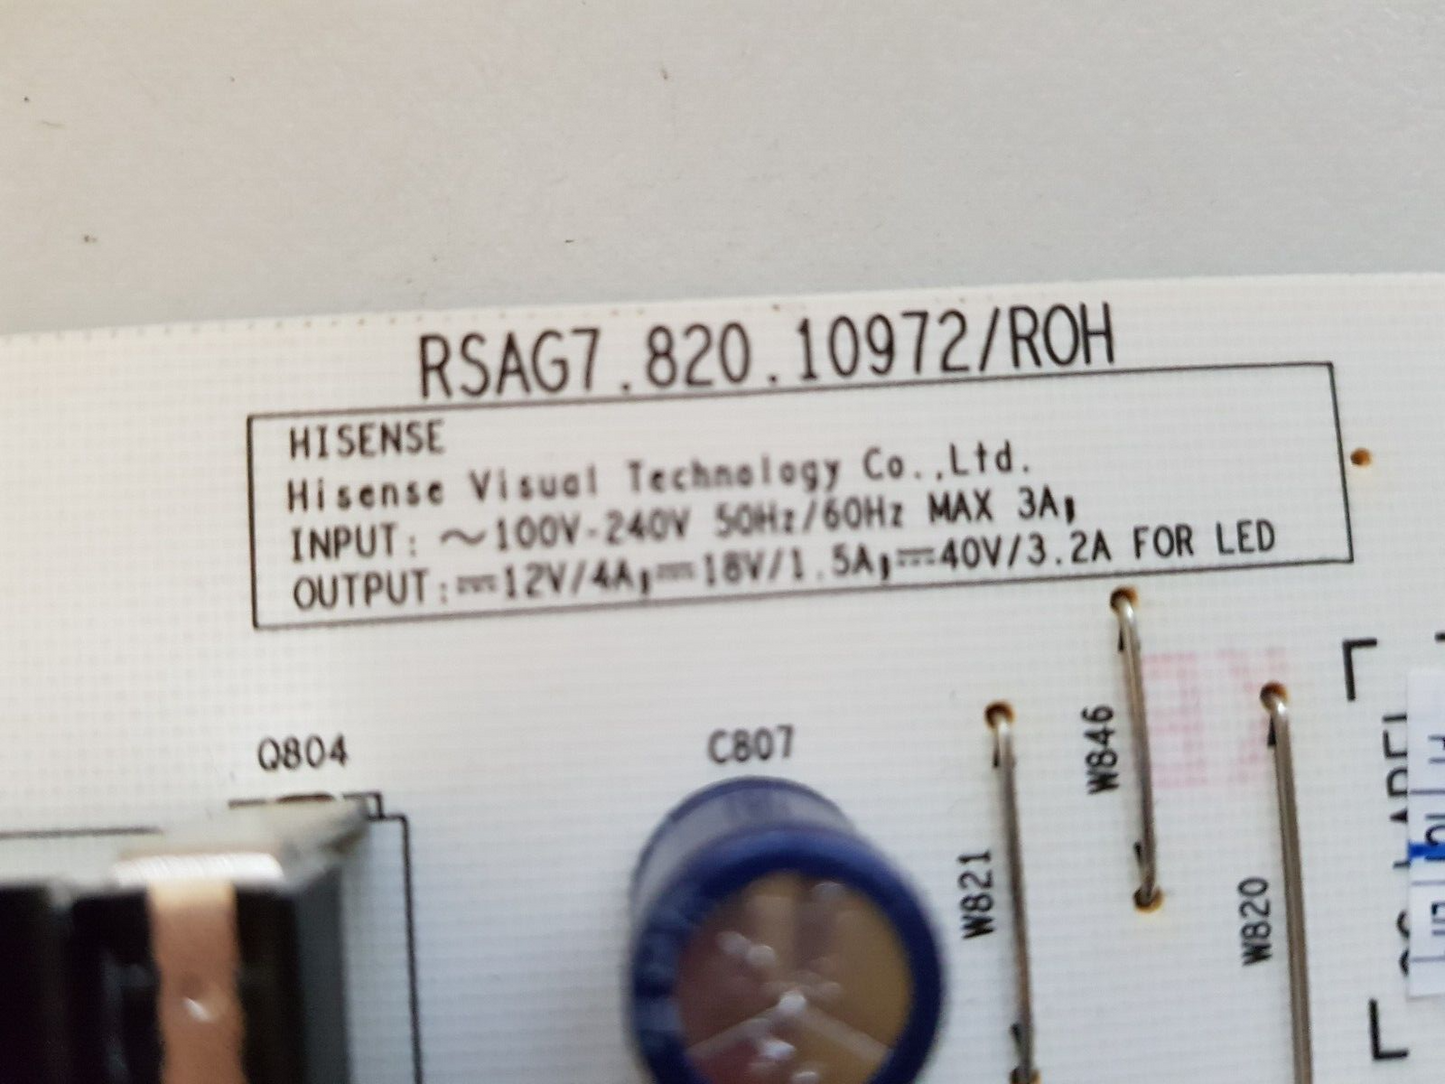 RSAG7.820.10972/ROH
HISENSE
Hisense Visual Technology Co.,Ltd.
INPUT: ～100V-240V 50Hz/60Hz MAX 3A,
OUTPUT:⎓12V/4A,⎓18V/1.5A,⎓40V/3.2A FOR LED
Q804
C807
W821
W846
W820